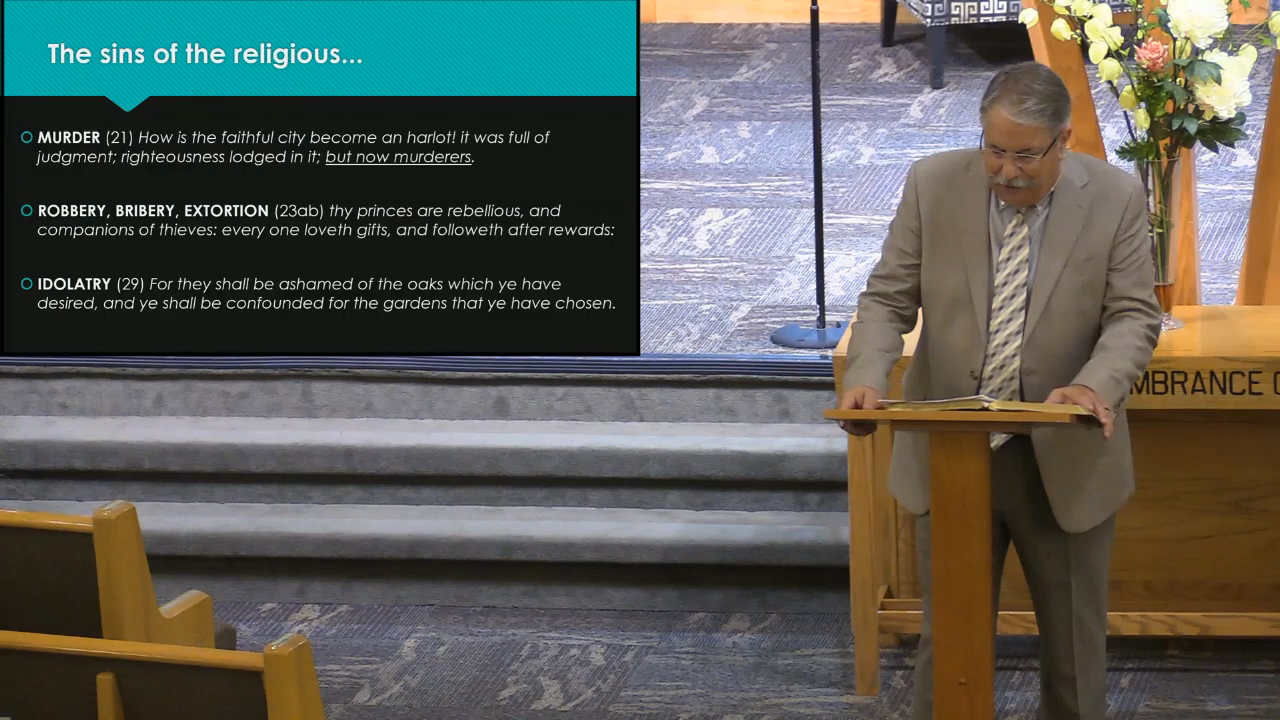 The sins of the religious...
MURDER (21) How is the faithful city become an harlot! it was full of
judgment; righteousness lodged in it; but now murderers.
ROBBERY, BRIBERY, EXTORTION (23ab) thy princes are rebellious, and
companions of thieves: every one loveth gifts, and followeth after rewards:
IDOLATRY (29) For they shall be ashamed of the oaks which ye have
desired, and ye shall be confounded for the gardens that ye have chosen.
MBRANCE O